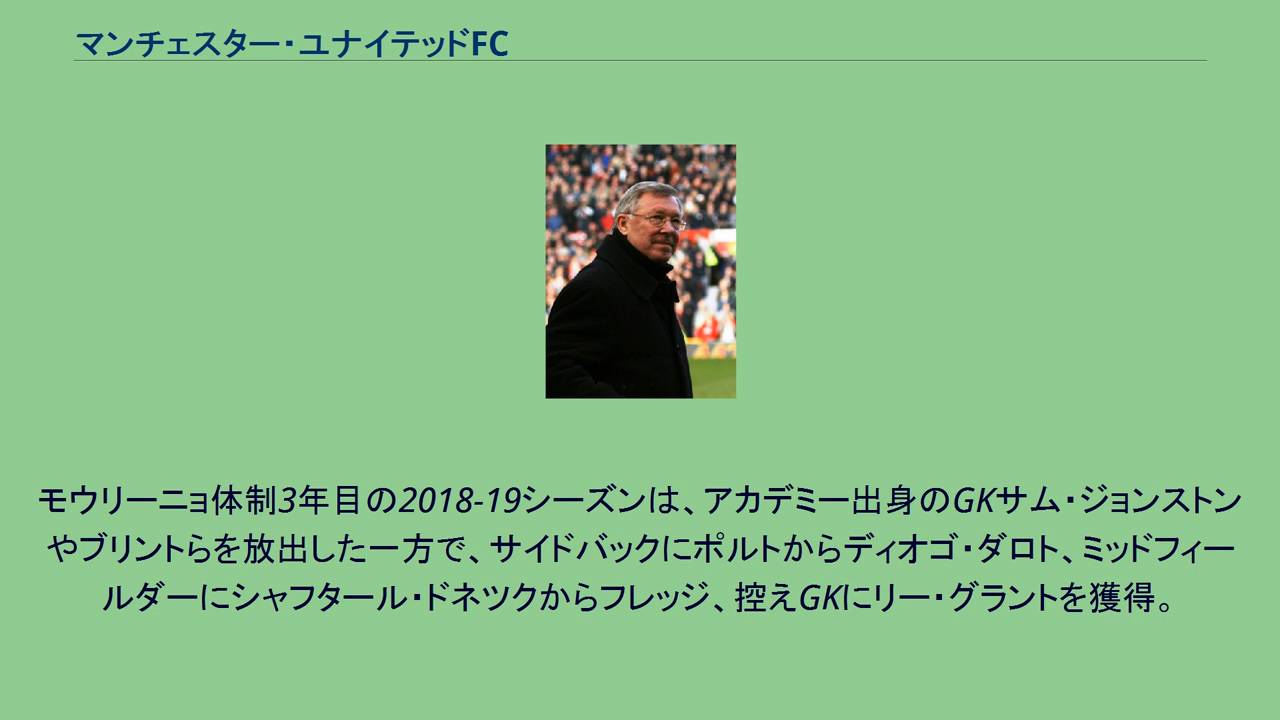 マンチェスター・ユナイテッドFC
モウリーニョ体制3年目の2018-19シーズンは、アカデミー出身のGKサム・ジョンストン
やブリントらを放出した一方で、サイドバックにポルトからディオゴ・ダロト、ミッドフィー
ルダーにシャフタール・ドネツクからフレッジ、控えGKにリー・グラントを獲得。